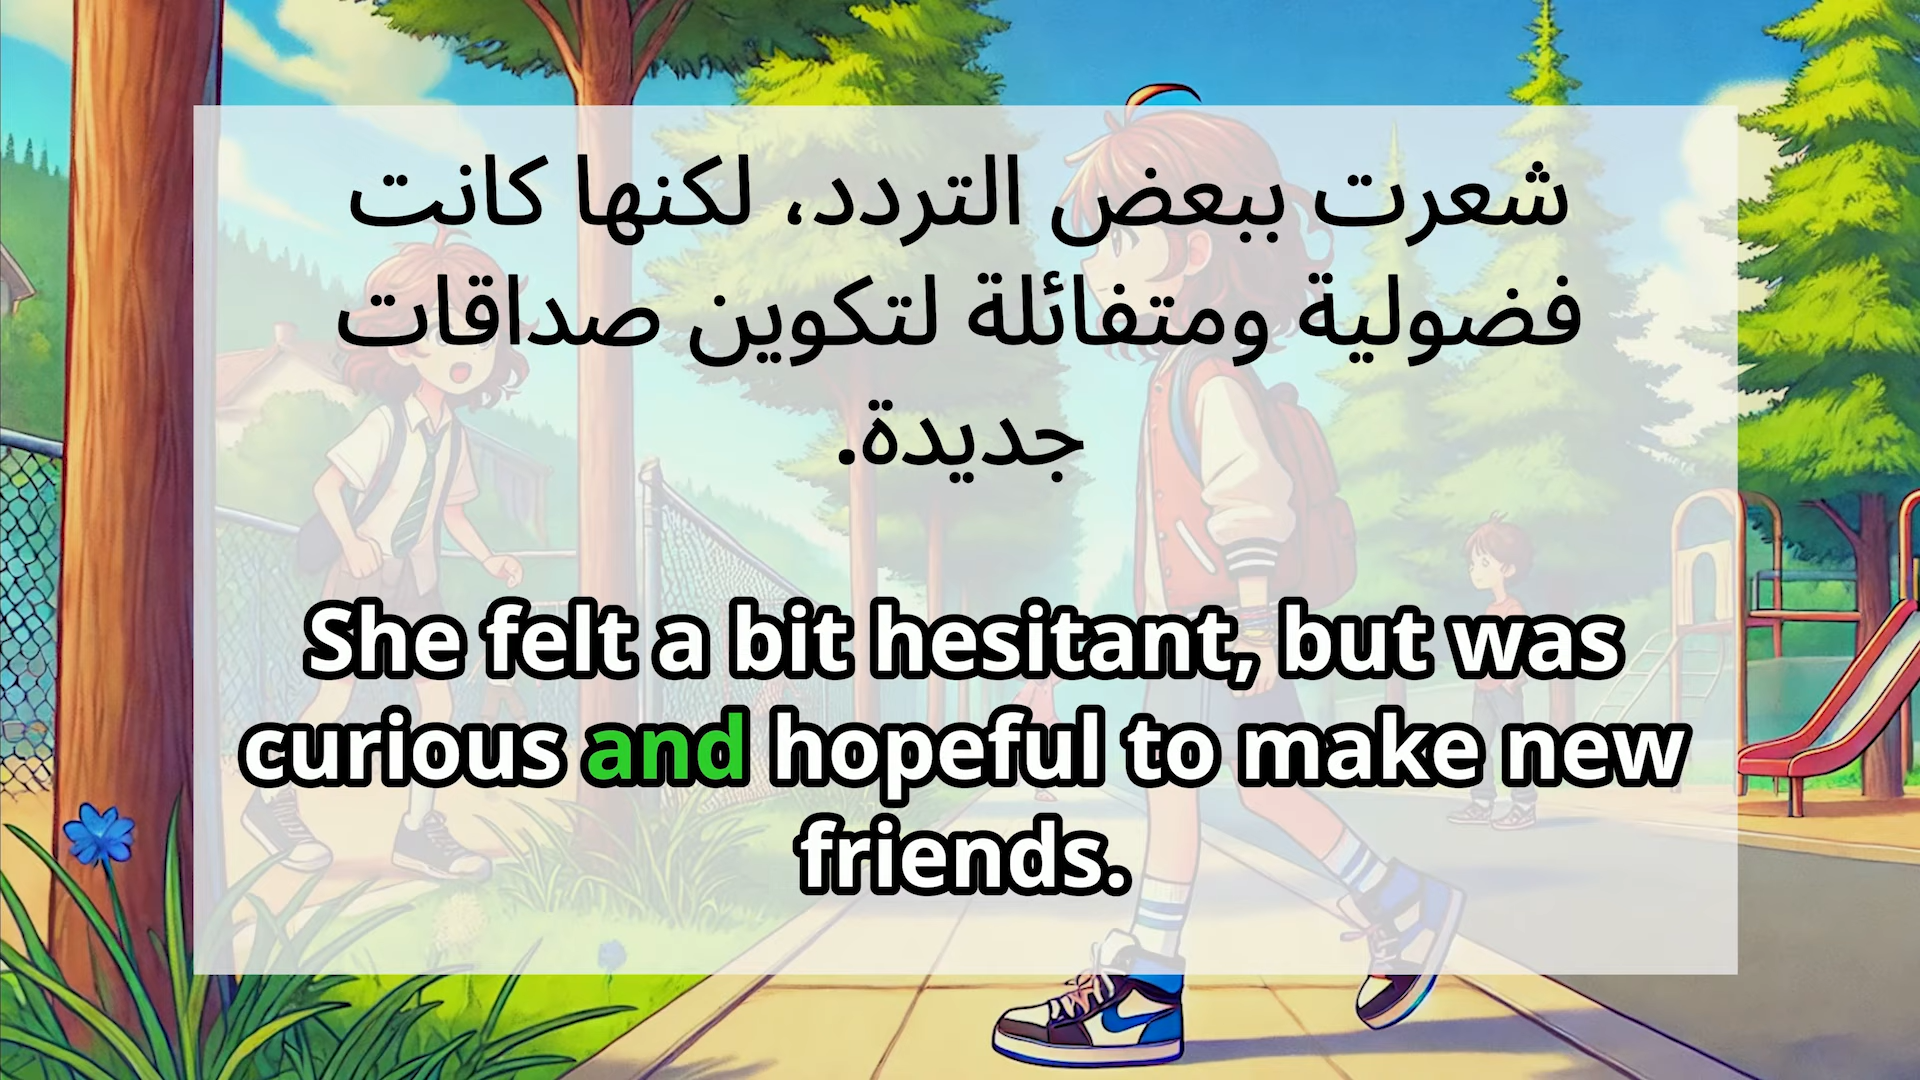 شعرت ببعض التردد، لكنها كانت
فضولية ومتفائلة لتكوين صداقات
جديدة.
She felt a bit hesitant, but was
curious and hopeful to make new
friends.